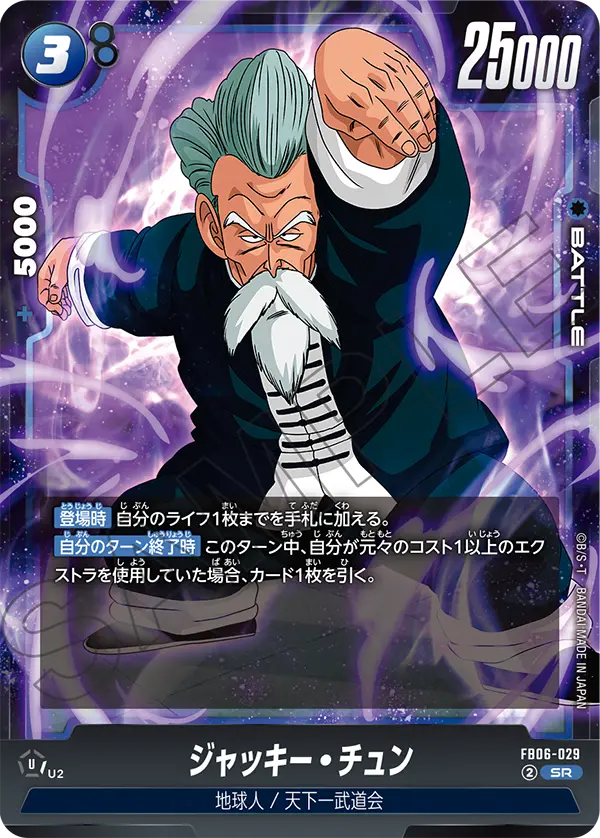 3
8
25000
+ 5000
BATTLE
登場時 自分のライフ1枚までを手札に加える。
自分のターン終了時 このターン中、自分が元々のコスト1以上のエク
ストラを使用していた場合、カード1枚を引く。
SAMPLE
©B/S・T BANDAI MADE IN JAPAN
U U2
ジャッキー・チュン
FB06-029
2 SR
地球人 / 天下一武道会